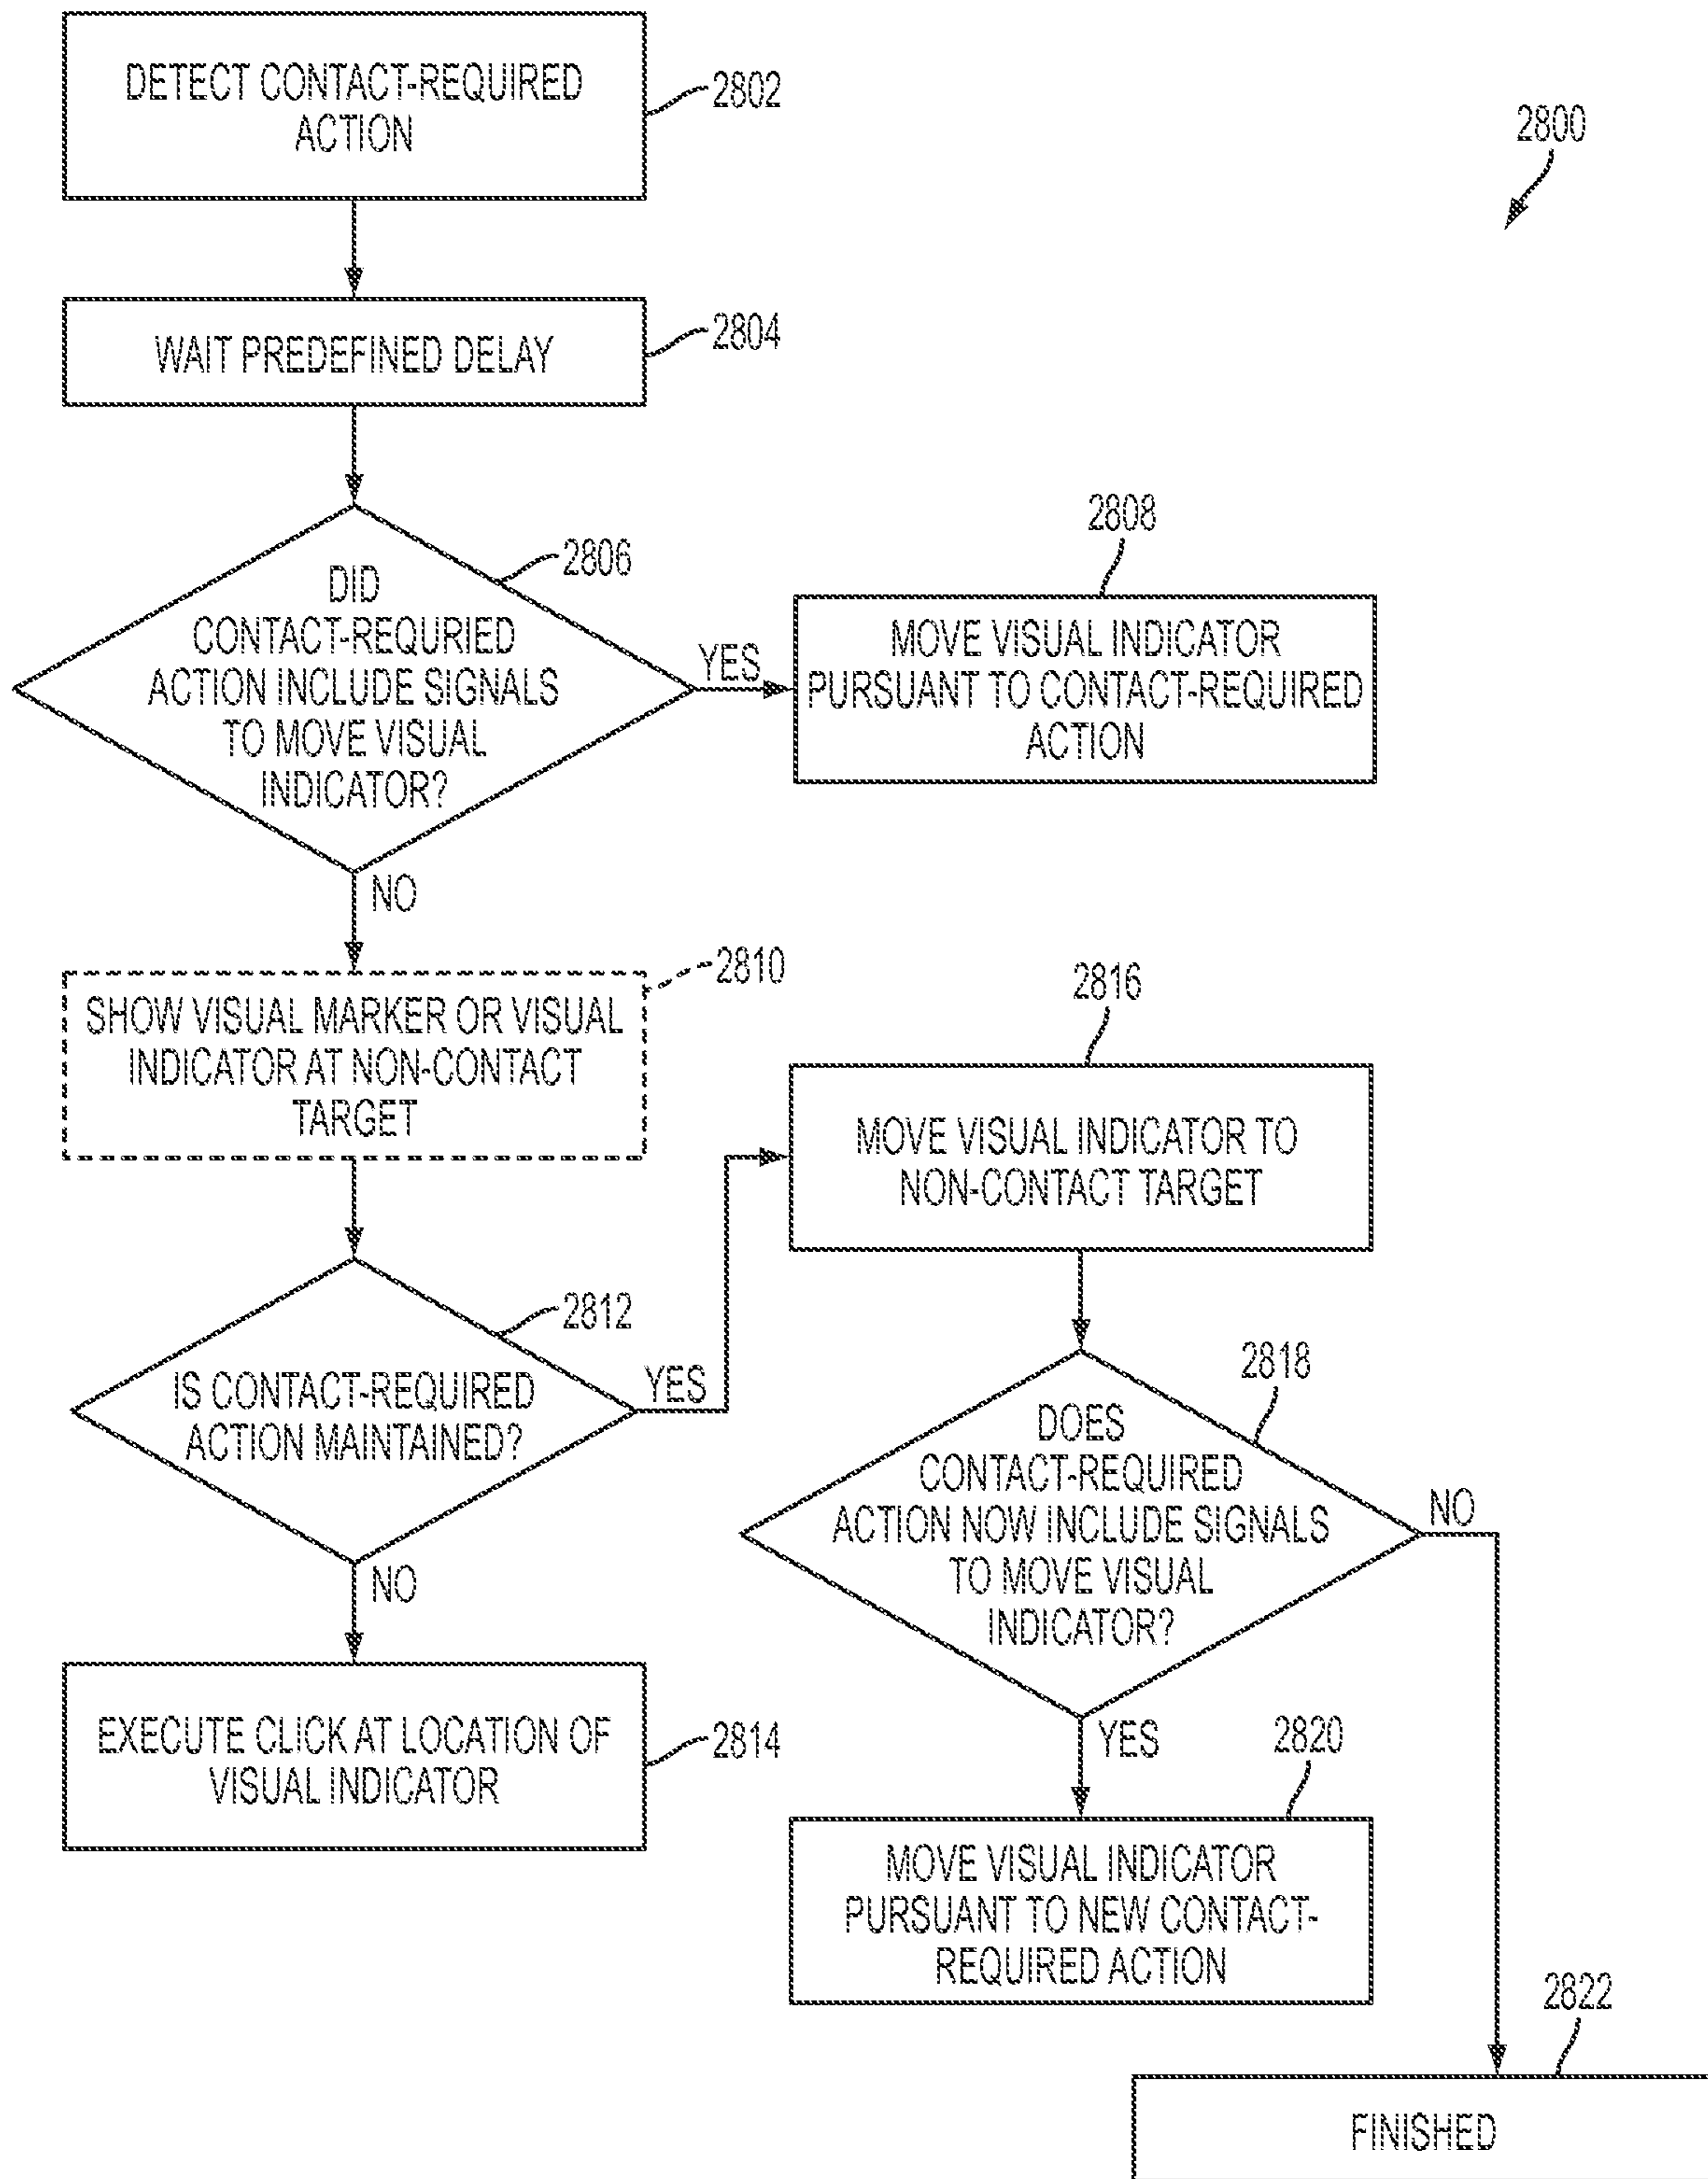 DETECT CONTACT-REQUIRED
ACTION
2802
2800
WAIT PREDEFINED DELAY
2804
DID
CONTACT-REQURIED
ACTION INCLUDE SIGNALS
TO MOVE VISUAL
INDICATOR?
2806
YES
2808
MOVE VISUAL INDICATOR
PURSUANT TO CONTACT-REQUIRED
ACTION
NO
SHOW VISUAL MARKER OR VISUAL
INDICATOR AT NON-CONTACT
TARGET
2810
IS CONTACT-REQUIRED
ACTION MAINTAINED?
2812
YES
NO
EXECUTE CLICK AT LOCATION OF
VISUAL INDICATOR
2814
2816
MOVE VISUAL INDICATOR TO
NON-CONTACT TARGET
2818
DOES
CONTACT-REQUIRED
ACTION NOW INCLUDE SIGNALS
TO MOVE VISUAL
INDICATOR?
NO
YES
2820
MOVE VISUAL INDICATOR
PURSUANT TO NEW CONTACT-
REQUIRED ACTION
2822
FINISHED